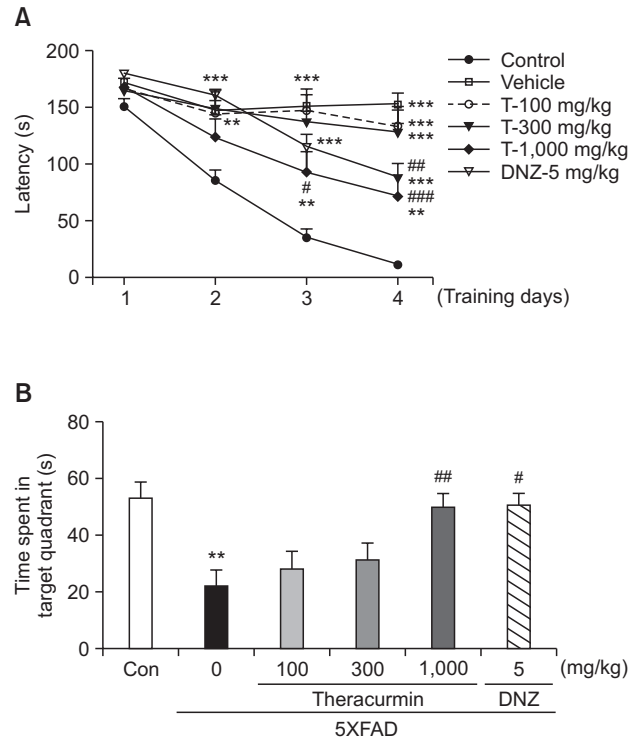 A
Latency (s)
200
150
100
50
0
***
***
**
***
#
**
***
***
***
##
***
###
**
1
2
3
4
(Training days)
Control
Vehicle
T-100 mg/kg
T-300 mg/kg
T-1,000 mg/kg
DNZ-5 mg/kg
B
Time spent in
target quadrant (s)
80
60
40
20
0
**
##
#
Con
0
100
300
1,000
5
(mg/kg)
Theracurmin
DNZ
5XFAD